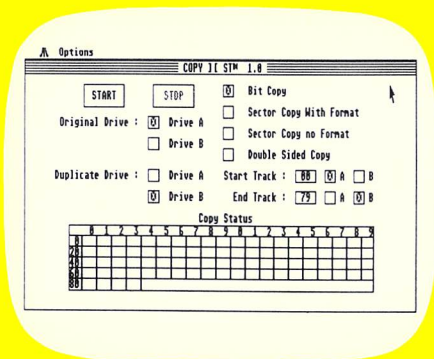 Options
COPY ][ ST™ 1.0
START STOP
Bit Copy
Sector Copy With Format
Sector Copy no Format
Double Sided Copy
Original Drive : Drive A
Drive B
Duplicate Drive : Drive A
Drive B
Start Track : 00 A B
End Track : 79 A B
Copy Status
0 1 2 3 4 5 6 7 8 9 0 1 2 3 4 5 6 7 8 9
0
20
40
60
80